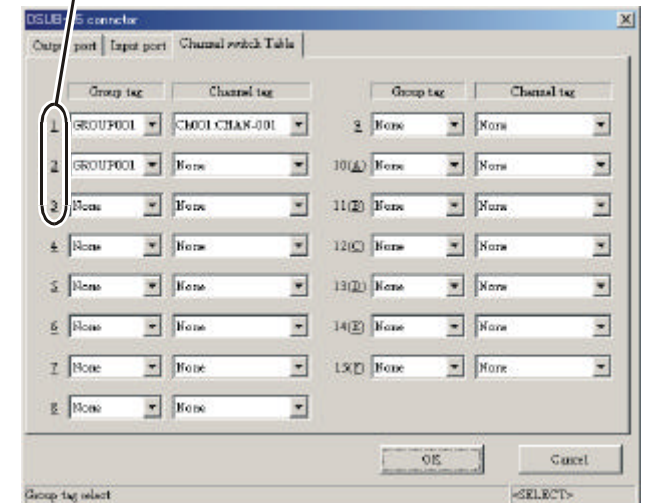 DSUB-15 connetor
Output port Input port Channel switch Table
Group tag Channel tag Group tag Channel tag
1 GROUP001 Ch001:CHAN-001 9 None None
2 GROUP001 None 10(A) None None
3 None None 11(B) None None
4 None None 12(C) None None
5 None None 13(D) None None
6 None None 14(E) None None
7 None None 15(F) None None
8 None None
OK Cancel
Group tag select <SELECT>